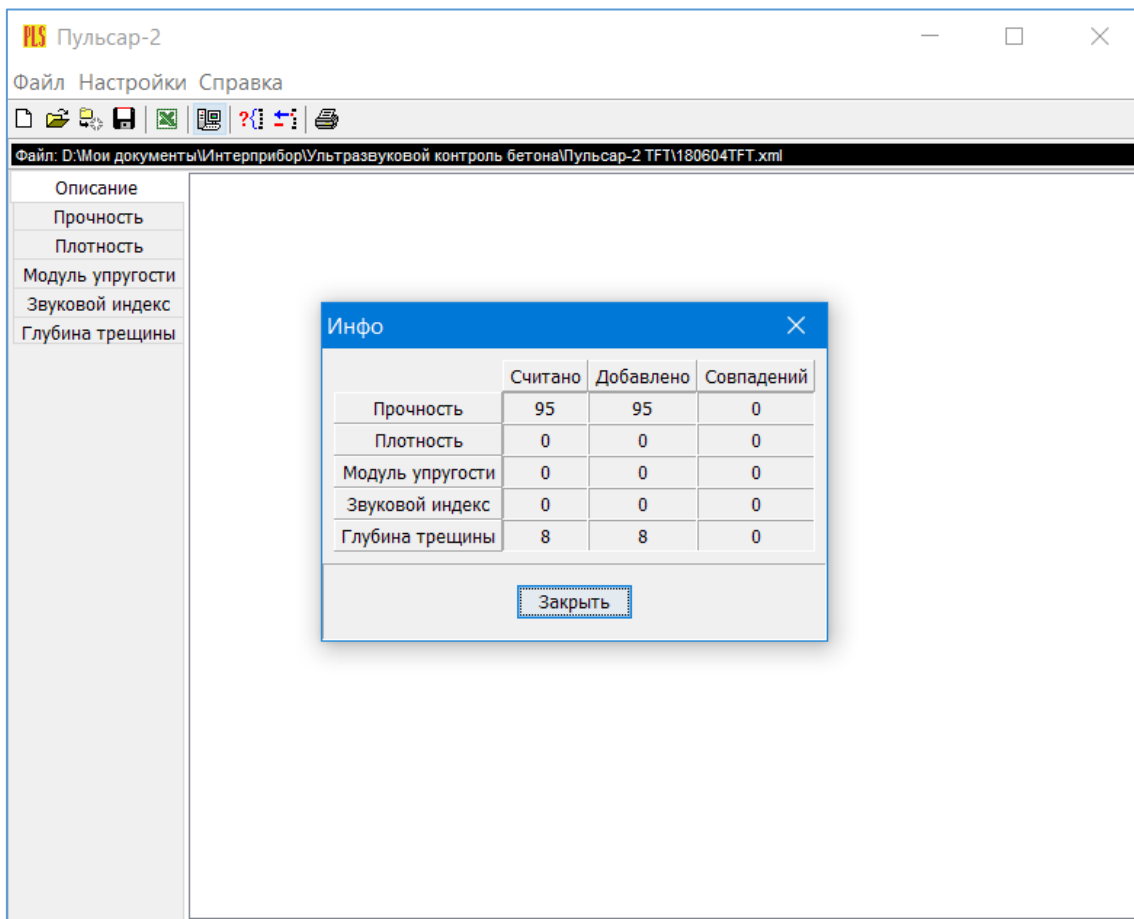 PLS Пульсар-2
Файл Настройки Справка
Файл: D:\Мои документы\Интерприбор\Ультразвуковой контроль бетона\Пульсар-2 TFT\180604TFT.xml
Описание
Прочность
Плотность
Модуль упругости
Звуковой индекс
Глубина трещины
Инфо
Считано Добавлено Совпадений
Прочность 95 95 0
Плотность 0 0 0
Модуль упругости 0 0 0
Звуковой индекс 0 0 0
Глубина трещины 8 8 0
Закрыть